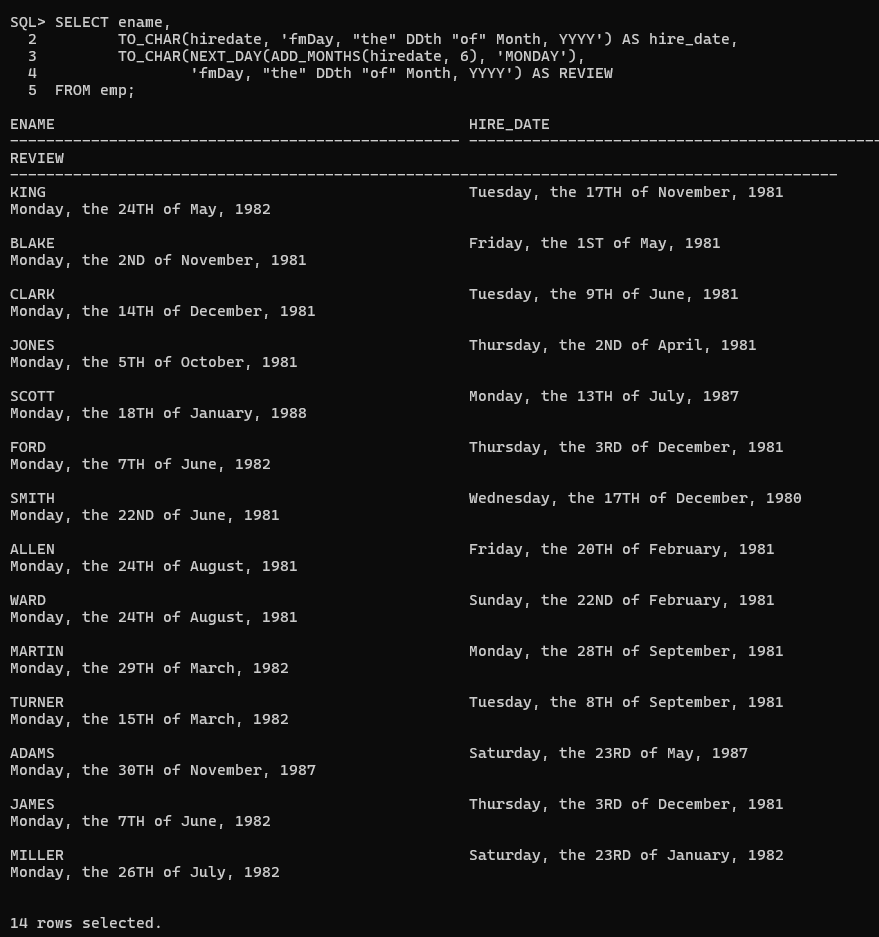 SQL> SELECT ename,
  2         TO_CHAR(hiredate, 'fmDay, "the" DDth "of" Month, YYYY') AS hire_date,
  3         TO_CHAR(NEXT_DAY(ADD_MONTHS(hiredate, 6), 'MONDAY'),
  4                 'fmDay, "the" DDth "of" Month, YYYY') AS REVIEW
  5  FROM emp;
ENAME                                              HIRE_DATE
-------------------------------------------------- ----------------------------------------------
REVIEW
--------------------------------------------------------------------------------------------
KING                                               Tuesday, the 17TH of November, 1981
Monday, the 24TH of May, 1982
BLAKE                                              Friday, the 1ST of May, 1981
Monday, the 2ND of November, 1981
CLARK                                              Tuesday, the 9TH of June, 1981
Monday, the 14TH of December, 1981
JONES                                              Thursday, the 2ND of April, 1981
Monday, the 5TH of October, 1981
SCOTT                                              Monday, the 13TH of July, 1987
Monday, the 18TH of January, 1988
FORD                                               Thursday, the 3RD of December, 1981
Monday, the 7TH of June, 1982
SMITH                                              Wednesday, the 17TH of December, 1980
Monday, the 22ND of June, 1981
ALLEN                                              Friday, the 20TH of February, 1981
Monday, the 24TH of August, 1981
WARD                                               Sunday, the 22ND of February, 1981
Monday, the 24TH of August, 1981
MARTIN                                             Monday, the 28TH of September, 1981
Monday, the 29TH of March, 1982
TURNER                                             Tuesday, the 8TH of September, 1981
Monday, the 15TH of March, 1982
ADAMS                                              Saturday, the 23RD of May, 1987
Monday, the 30TH of November, 1987
JAMES                                              Thursday, the 3RD of December, 1981
Monday, the 7TH of June, 1982
MILLER                                             Saturday, the 23RD of January, 1982
Monday, the 26TH of July, 1982
14 rows selected.